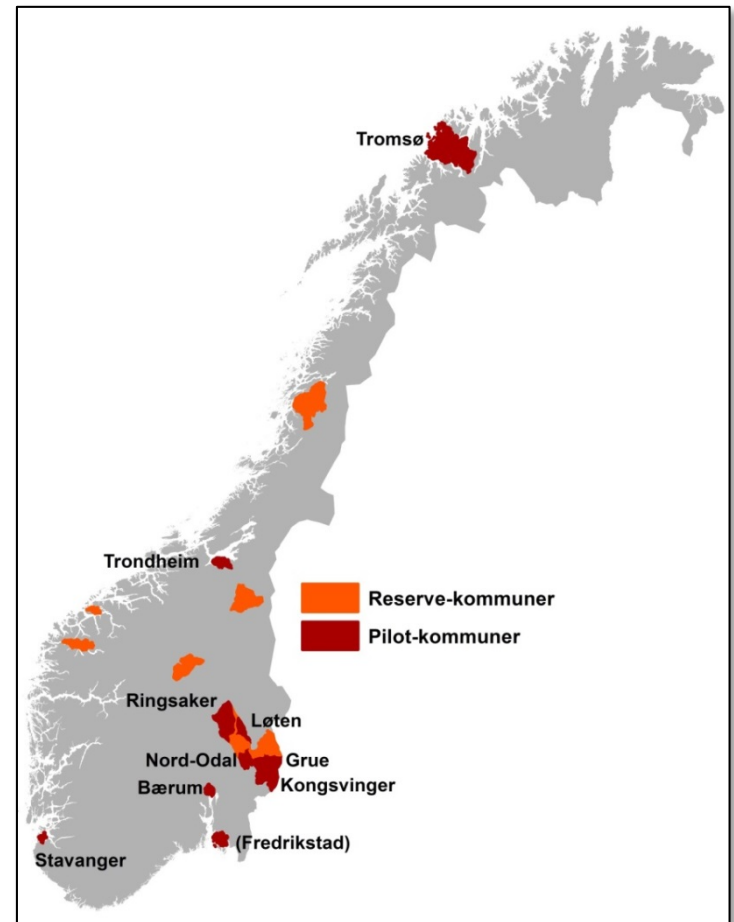 Tromsø
Trondheim
Reserve-kommuner
Pilot-kommuner
Ringsaker
Løten
Nord-Odal
Grue
Bærum
Kongsvinger
(Fredrikstad)
Stavanger